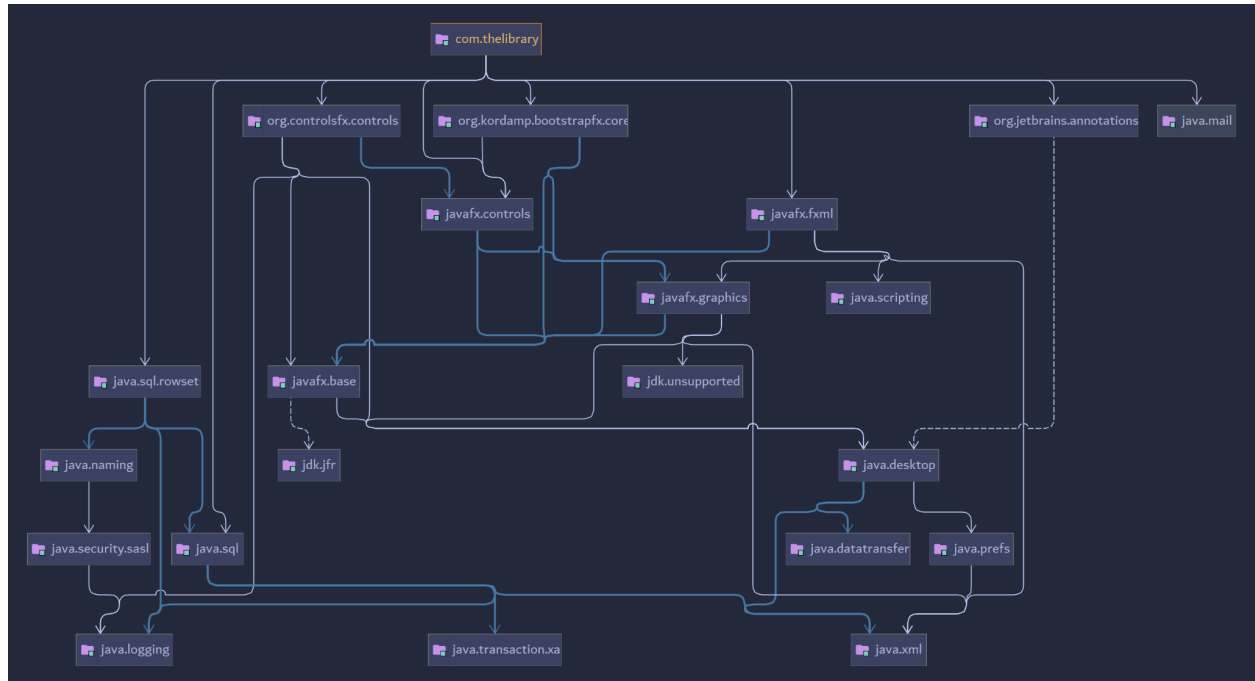 com.thelibrary
org.controlsfx.controls
org.kordamp.bootstrapfx.core
org.jetbrains.annotations
java.mail
javafx.controls
javafx.fxml
javafx.graphics
java.scripting
java.sql.rowset
javafx.base
jdk.unsupported
java.naming
jdk.jfr
java.desktop
java.security.sasl
java.sql
java.datatransfer
java.prefs
java.logging
java.transaction.xa
java.xml